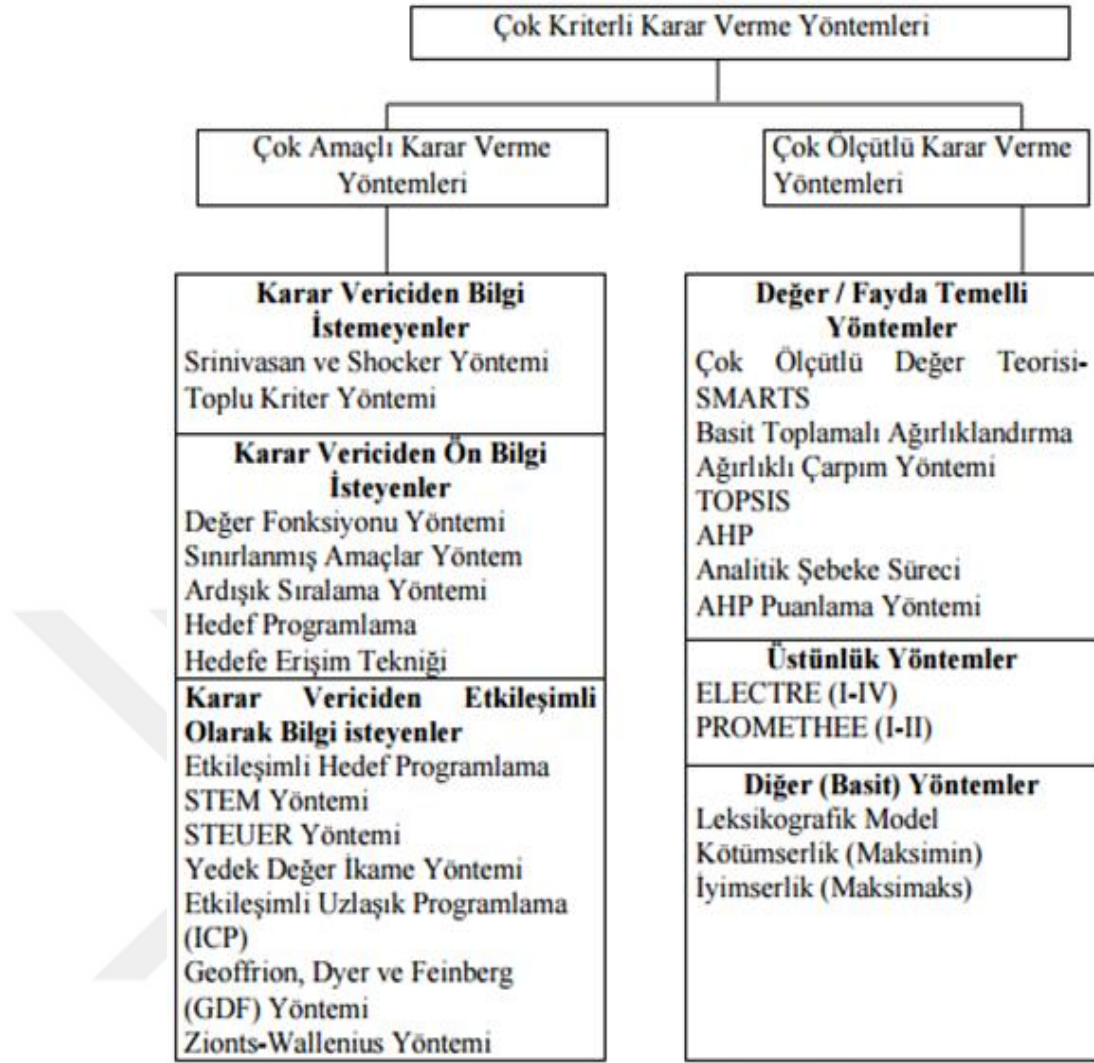 Çok Kriterli Karar Verme Yöntemleri
Çok Amaçlı Karar Verme
Yöntemleri
Çok Ölçütlü Karar Verme
Yöntemleri
Karar Vericiden Bilgi
İstemeyenler
Srinivasan ve Shocker Yöntemi
Toplu Kriter Yöntemi
Karar Vericiden Ön Bilgi
İsteyenler
Değer Fonksiyonu Yöntemi
Sınırlanmış Amaçlar Yöntem
Ardışık Sıralama Yöntemi
Hedef Programlama
Hedefe Erişim Tekniği
Karar Vericiden Etkileşimli
Olarak Bilgi isteyenler
Etkileşimli Hedef Programlama
STEM Yöntemi
STEUER Yöntemi
Yedek Değer İkame Yöntemi
Etkileşimli Uzlaşık Programlama
(ICP)
Geoffrion, Dyer ve Feinberg
(GDF) Yöntemi
Zionts-Wallenius Yöntemi
Değer / Fayda Temelli
Yöntemler
Çok Ölçütlü Değer Teorisi-
SMARTS
Basit Toplamalı Ağırlıklandırma
Ağırlıklı Çarpım Yöntemi
TOPSIS
AHP
Analitik Şebeke Süreci
AHP Puanlama Yöntemi
Üstünlük Yöntemler
ELECTRE (I-IV)
PROMETHEE (I-II)
Diğer (Basit) Yöntemler
Leksikografik Model
Kötümserlik (Maksimin)
İyimserlik (Maksimaks)